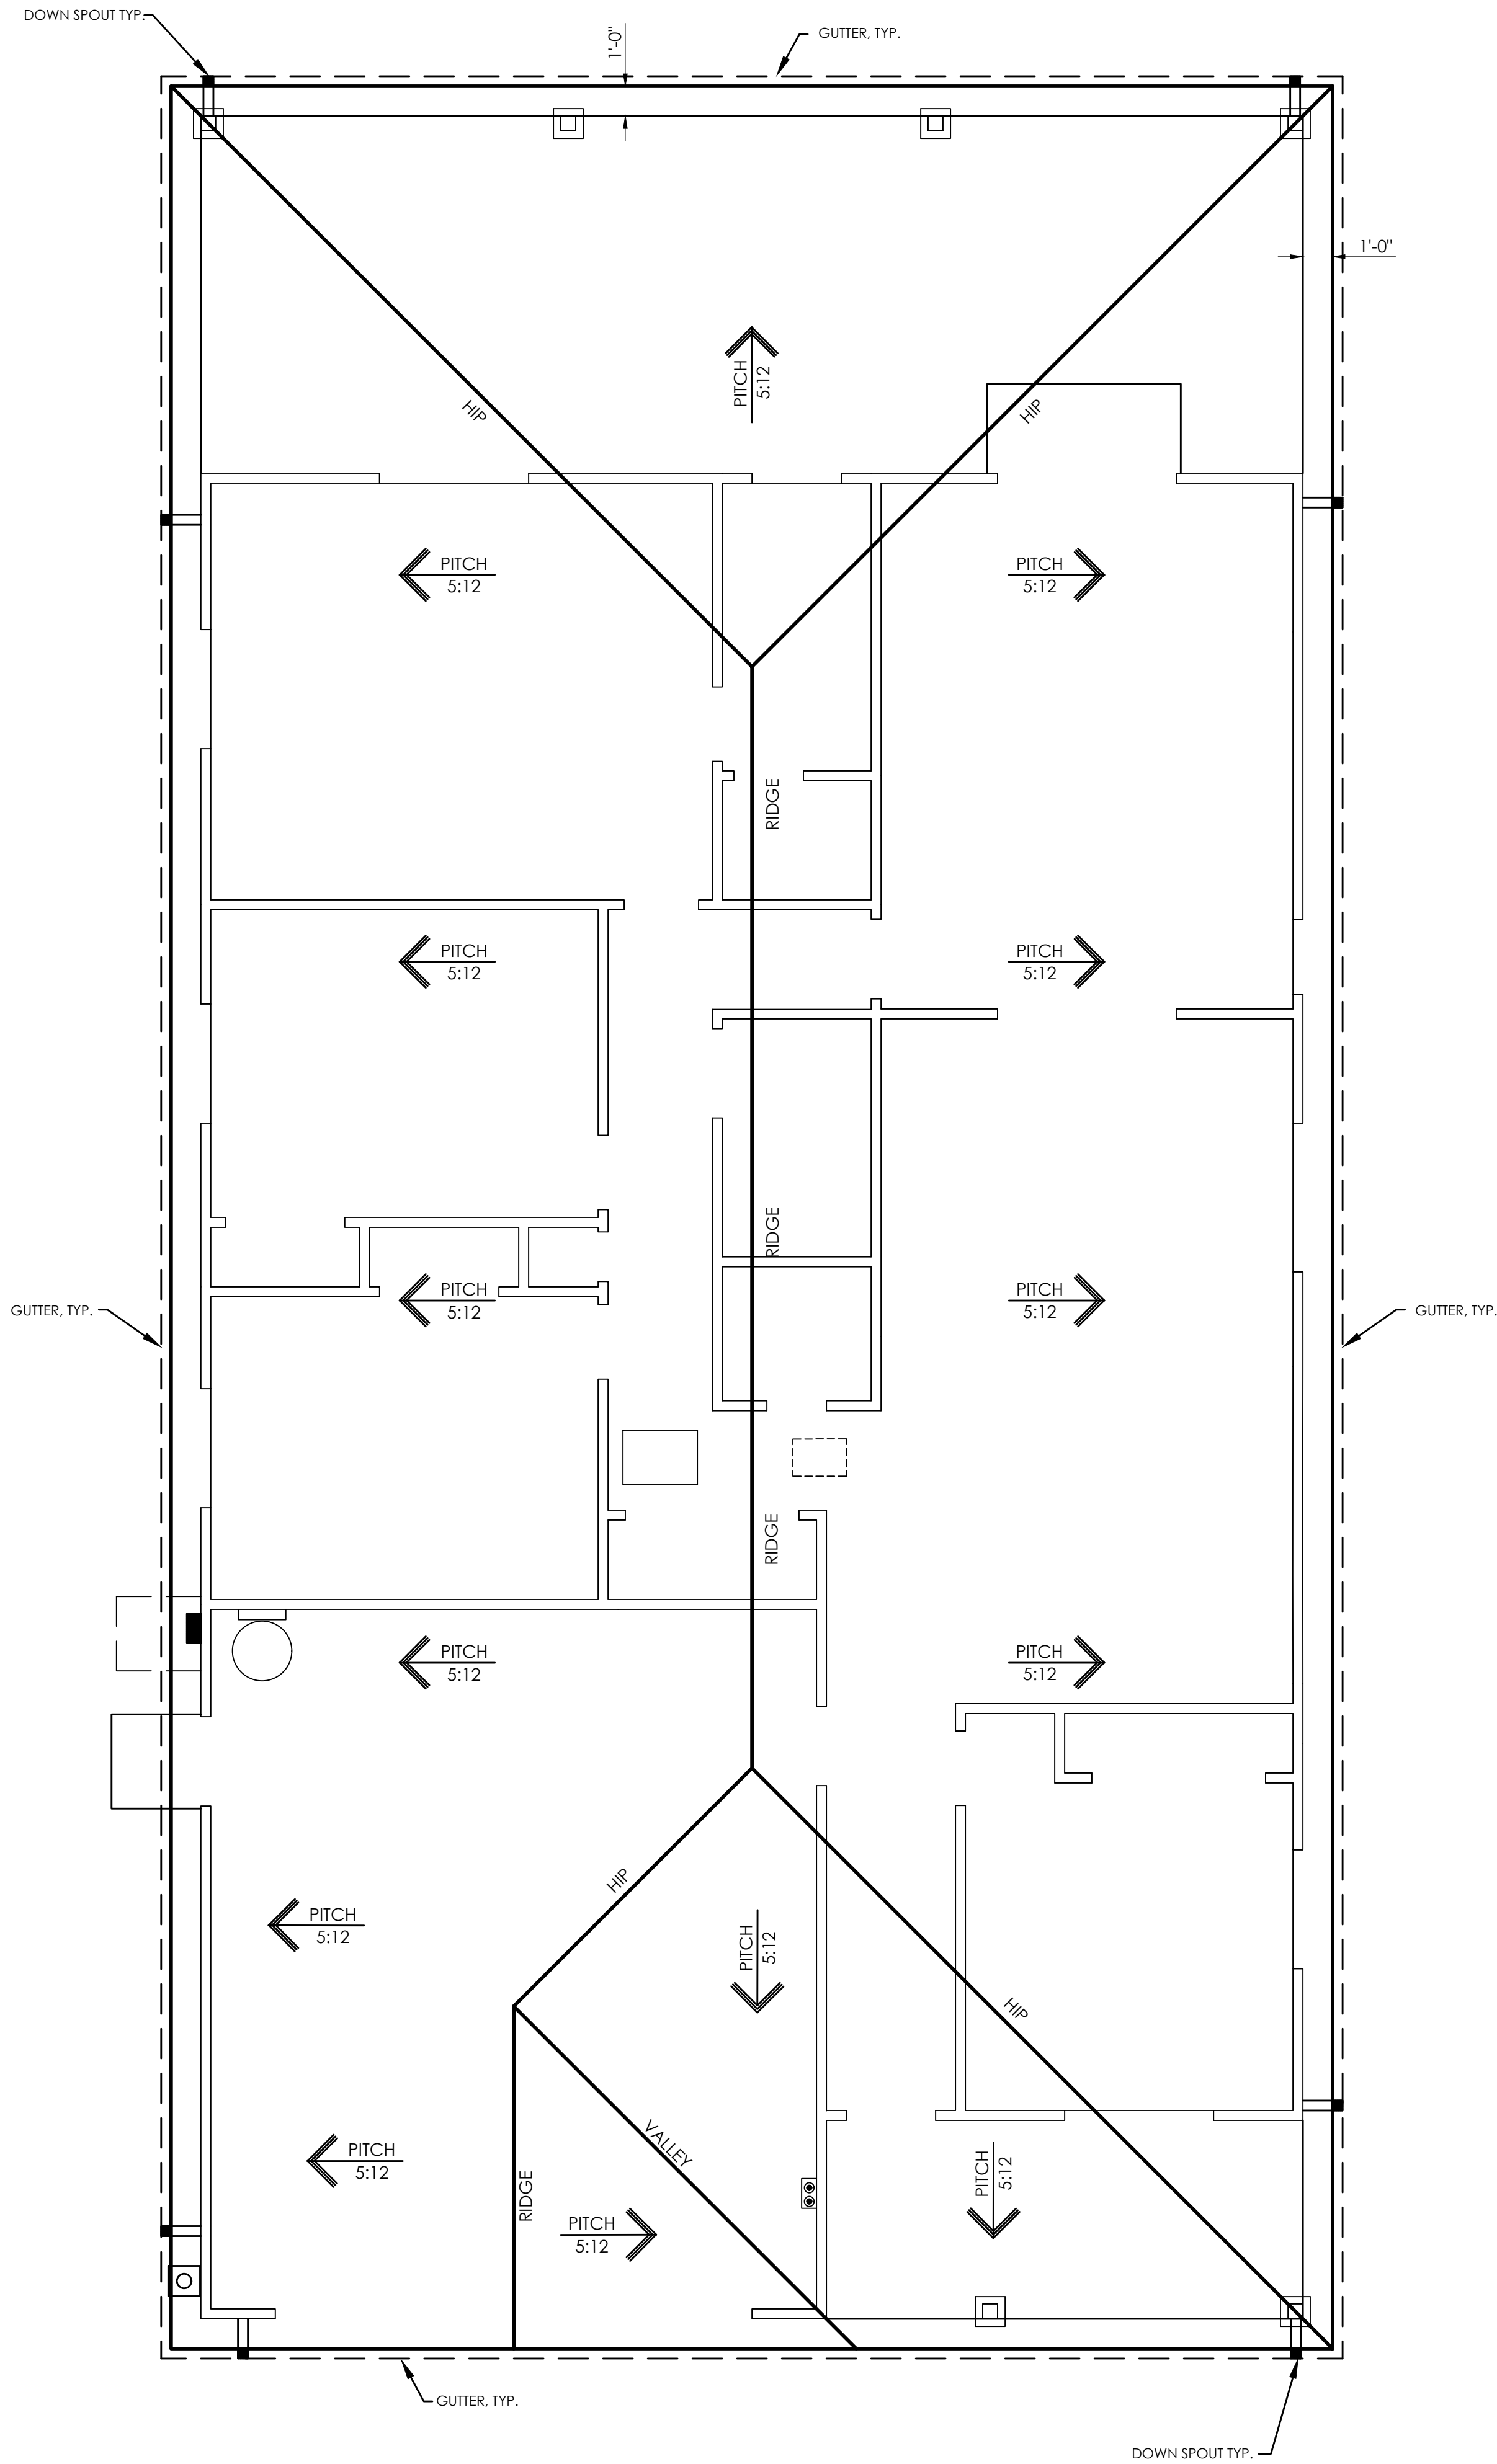 DOWN SPOUT TYP.
1'-0"
GUTTER, TYP.
1'-0"
PITCH
5:12
HIP
HIP
PITCH
5:12
PITCH
5:12
RIDGE
PITCH
5:12
PITCH
5:12
RIDGE
PITCH
5:12
PITCH
5:12
GUTTER, TYP.
GUTTER, TYP.
RIDGE
PITCH
5:12
PITCH
5:12
HIP
PITCH
5:12
PITCH
5:12
HIP
VALLEY
PITCH
5:12
RIDGE
PITCH
5:12
PITCH
5:12
GUTTER, TYP.
DOWN SPOUT TYP.